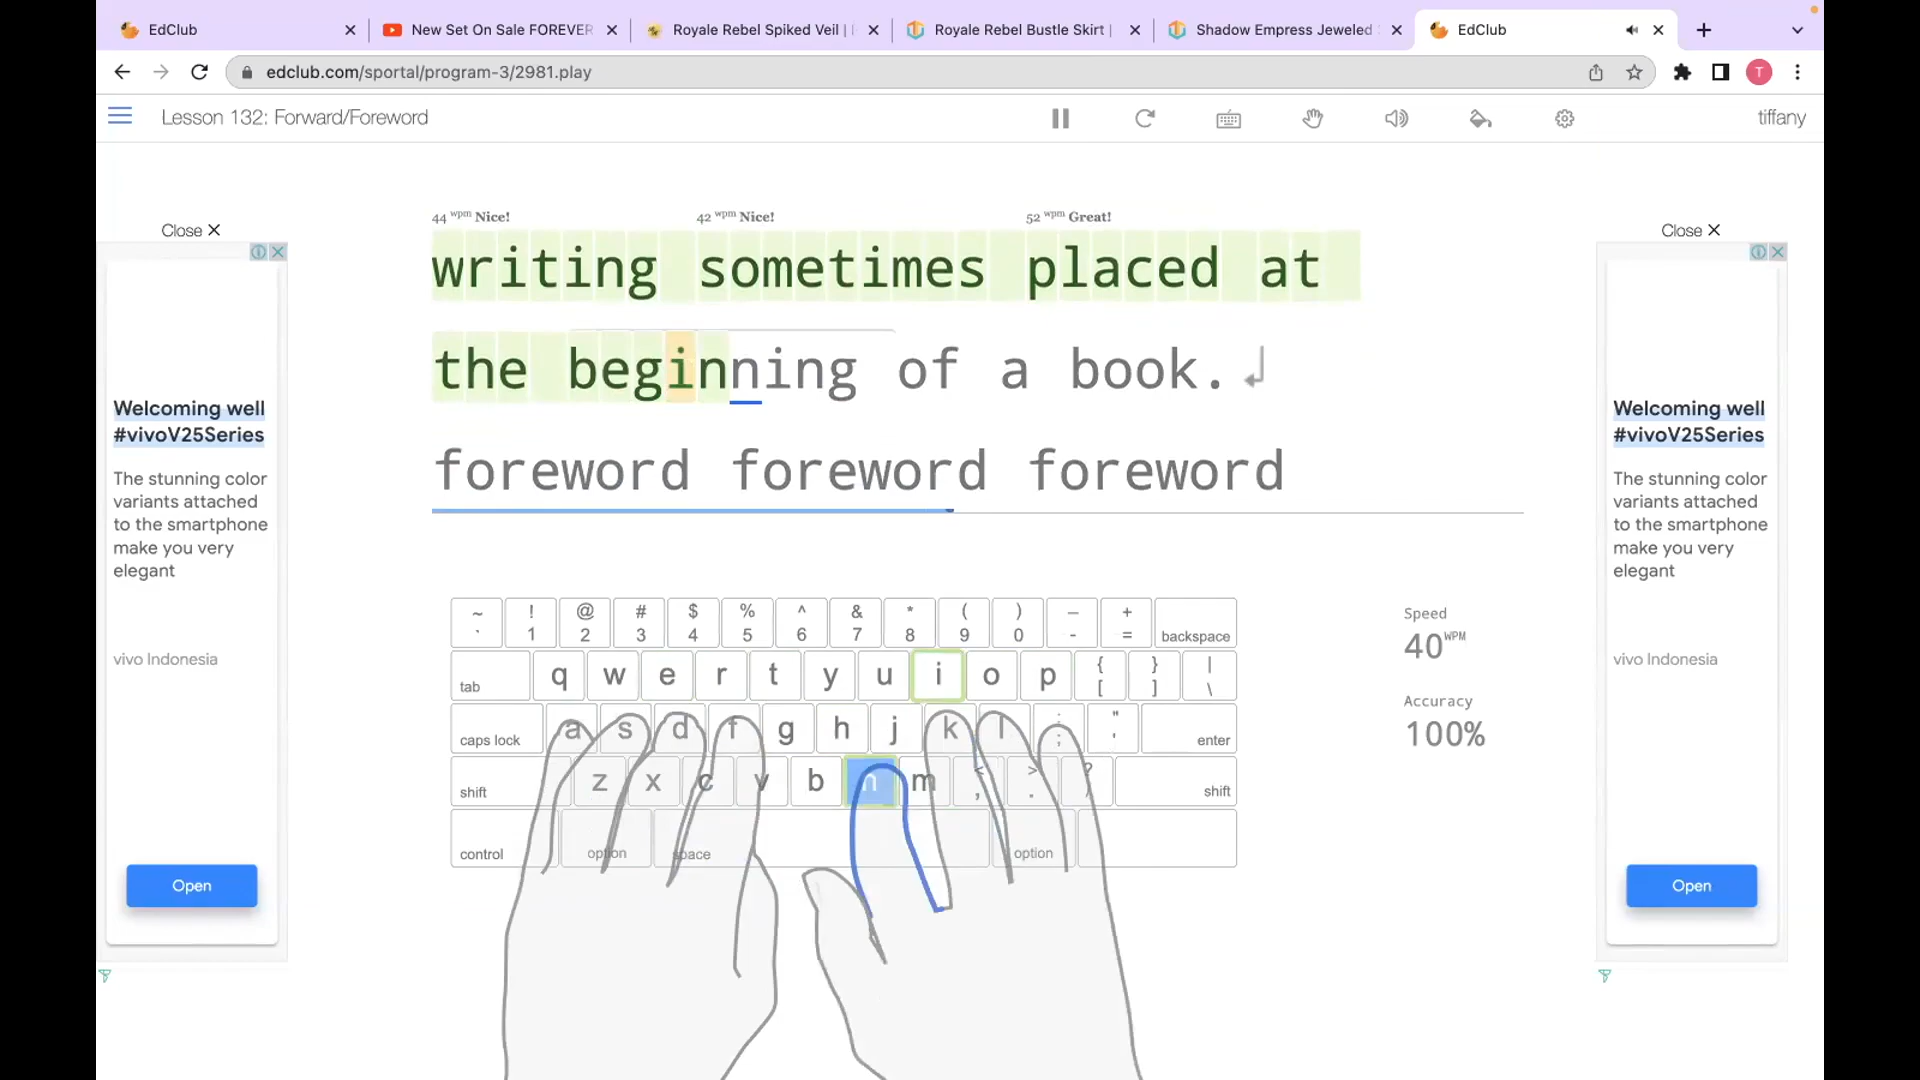 EdClub
New Set On Sale FOREVER
Royale Rebel Spiked Veil |
Royale Rebel Bustle Skirt |
Shadow Empress Jeweled
EdClub
edclub.com/sportal/program-3/2981.play
T
Lesson 132: Forward/Foreword
tiffany
44 wpm Nice!
42 wpm Nice!
52 wpm Great!
writing sometimes placed at
the beginning of a book.
foreword foreword foreword
Close
Welcoming well
#vivoV25Series
The stunning color
variants attached
to the smartphone
make you very
elegant
vivo Indonesia
Open
~ ! @ # $ % ^ & * ( ) – +
` 1 2 3 4 5 6 7 8 9 0 - = backspace
tab q w e r t y u i o p { [ } ] | \
caps lock a s d f g h j k l : ; " ' enter
shift z x c v b n m < , > . ? shift
control option space option
Speed
40 WPM
Accuracy
100%
Close
Welcoming well
#vivoV25Series
The stunning color
variants attached
to the smartphone
make you very
elegant
vivo Indonesia
Open